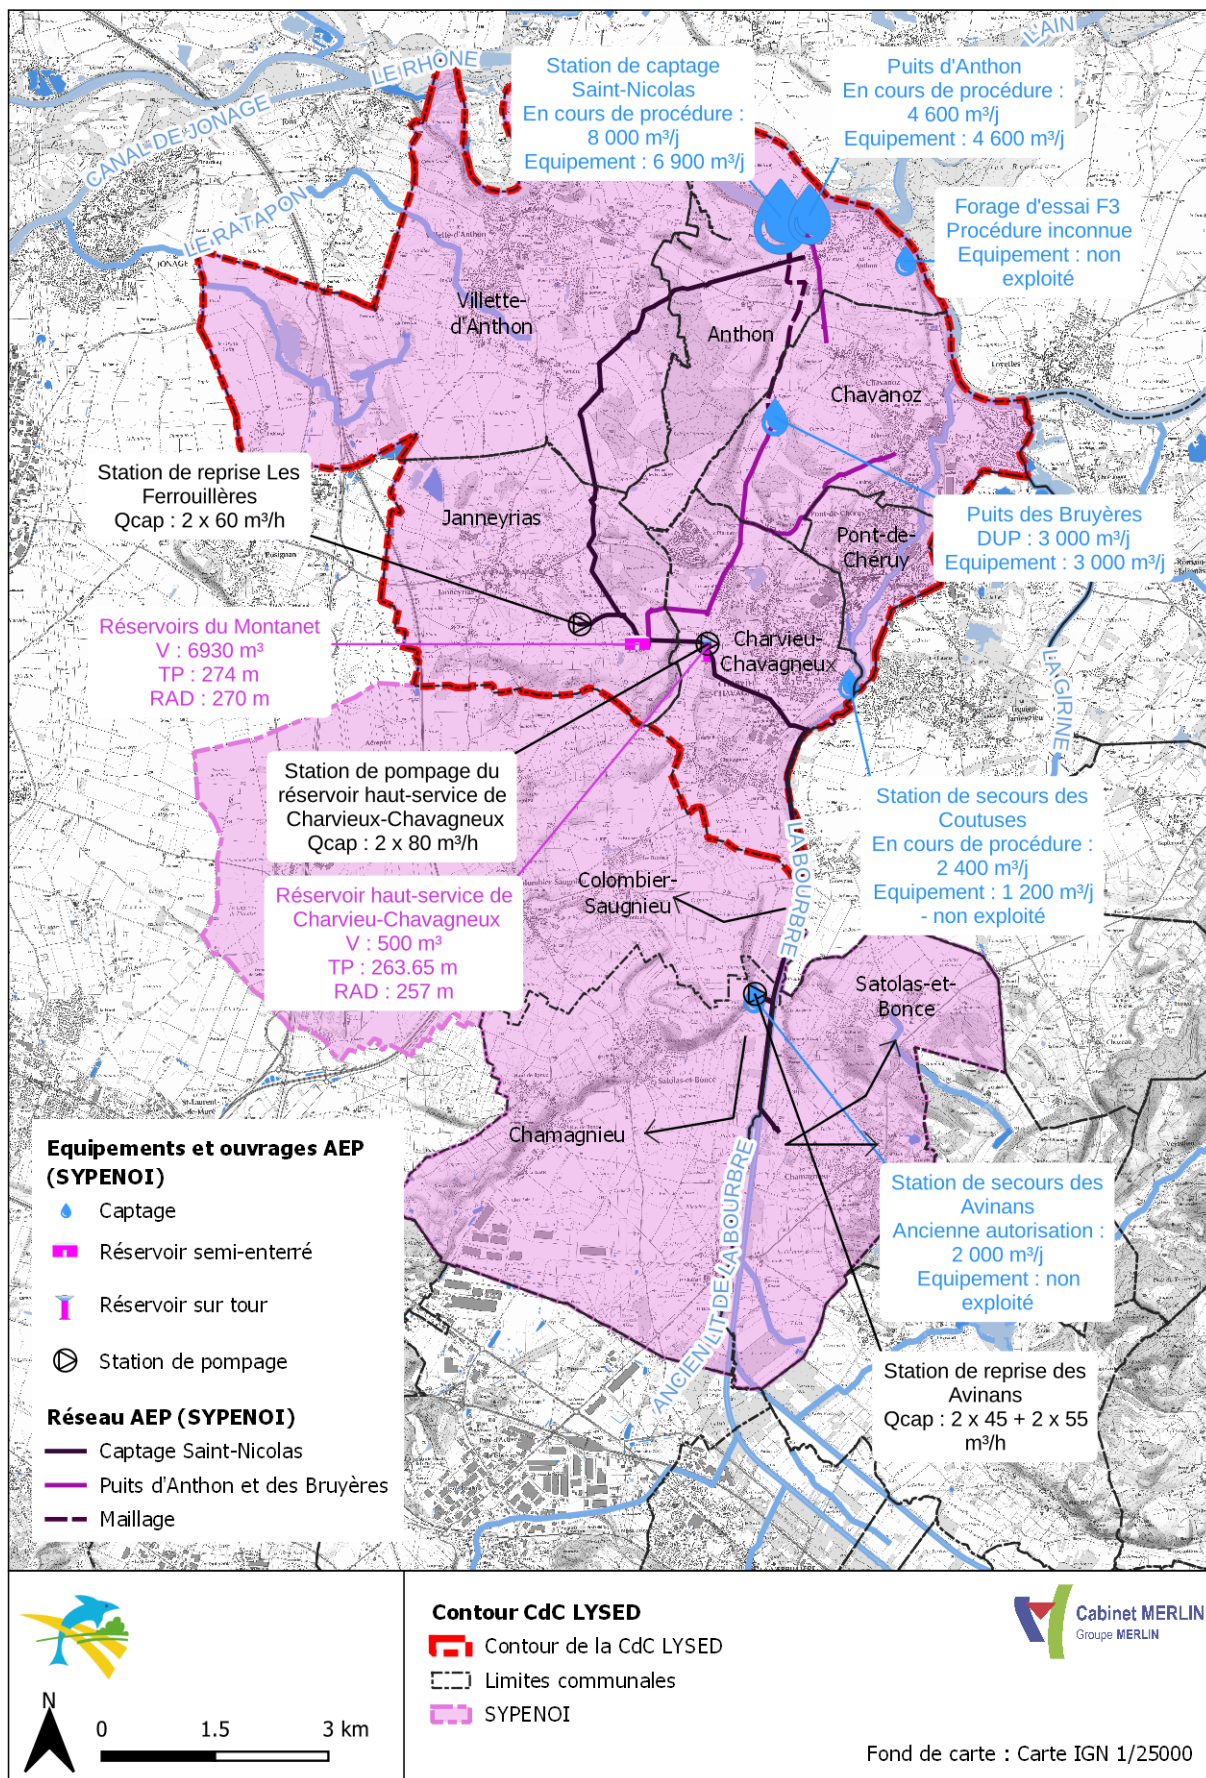 LE RHÔNE
L'AIN
CANAL DE JONAGE
LE RATAPON
JONAGE
Station de captage
Saint-Nicolas
En cours de procédure :
8 000 m³/j
Equipement : 6 900 m³/j
Puits d'Anthon
En cours de procédure :
4 600 m³/j
Equipement : 4 600 m³/j
Forage d'essai F3
Procédure inconnue
Equipement : non
exploité
Villette-
d'Anthon
Anthon
Chavanoz
Station de reprise Les
Ferrouillères
Qcap : 2 x 60 m³/h
Janneyrias
Pont-de-
Chéruy
Puits des Bruyères
DUP : 3 000 m³/j
Equipement : 3 000 m³/j
Réservoirs du Montanet
V : 6930 m³
TP : 274 m
RAD : 270 m
Charvieu-
Chavagneux
LA GIRINE
Station de pompage du
réservoir haut-service de
Charvieux-Chavagneux
Qcap : 2 x 80 m³/h
Station de secours des
Coutuses
En cours de procédure :
2 400 m³/j
Equipement : 1 200 m³/j
- non exploité
LA BOURBRE
Colombier-
Saugnieu
Réservoir haut-service de
Charvieu-Chavagneux
V : 500 m³
TP : 263.65 m
RAD : 257 m
Satolas-et-
Bonce
Chamagnieu
ANCIEN LIT DE LA BOURBRE
Station de secours des
Avinans
Ancienne autorisation :
2 000 m³/j
Equipement : non
exploité
Station de reprise des
Avinans
Qcap : 2 x 45 + 2 x 55
m³/h
Equipements et ouvrages AEP
(SYPENOI)
Captage
Réservoir semi-enterré
Réservoir sur tour
Station de pompage
Réseau AEP (SYPENOI)
Captage Saint-Nicolas
Puits d'Anthon et des Bruyères
Maillage
N
0 1.5 3 km
Contour CdC LYSED
Contour de la CdC LYSED
Limites communales
SYPENOI
Cabinet MERLIN
Groupe MERLIN
Fond de carte : Carte IGN 1/25000